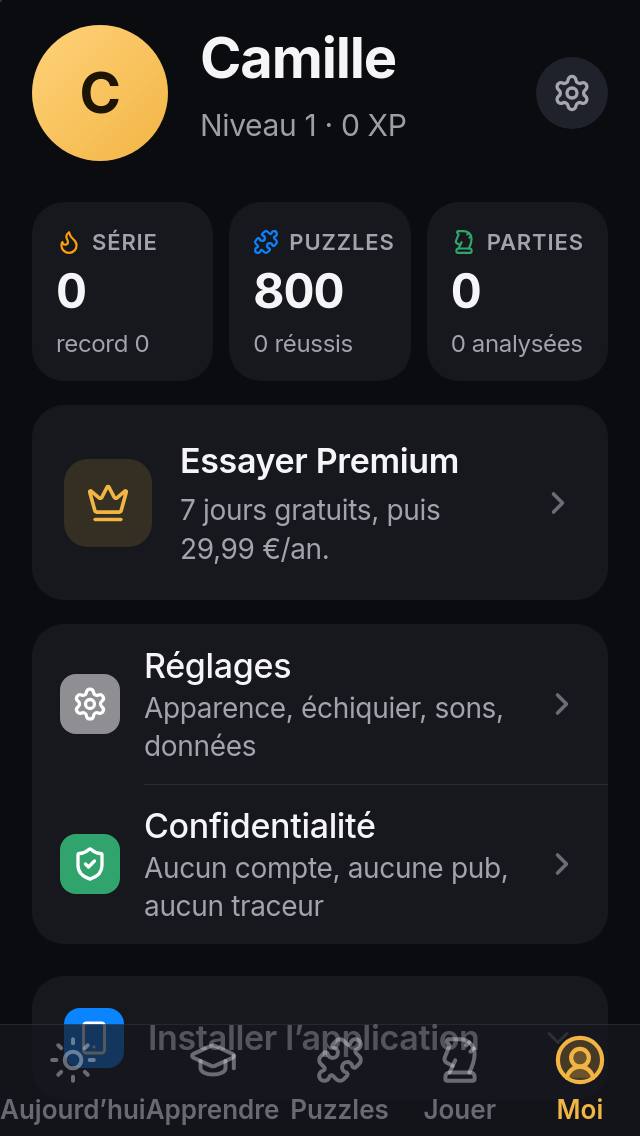 C
Camille
Niveau 1 · 0 XP
SÉRIE
0
record 0
PUZZLES
800
0 réussis
PARTIES
0
0 analysées
Essayer Premium
7 jours gratuits, puis
29,99 €/an.
Réglages
Apparence, échiquier, sons,
données
Confidentialité
Aucun compte, aucune pub,
aucun traceur
Installer l’application
Aujourd’hui
Apprendre
Puzzles
Jouer
Moi